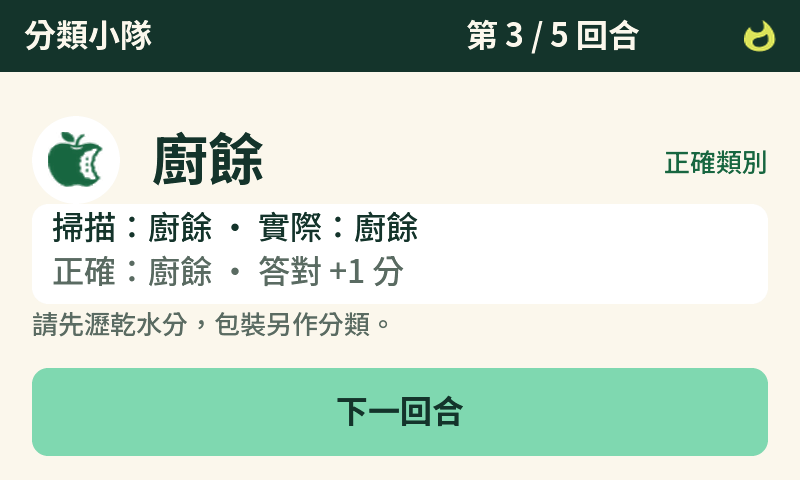 分類小隊
第 3 / 5 回合
廚餘
正確類別
掃描：廚餘 · 實際：廚餘
正確：廚餘 · 答對 +1 分
請先瀝乾水分，包裝另作分類。
下一回合